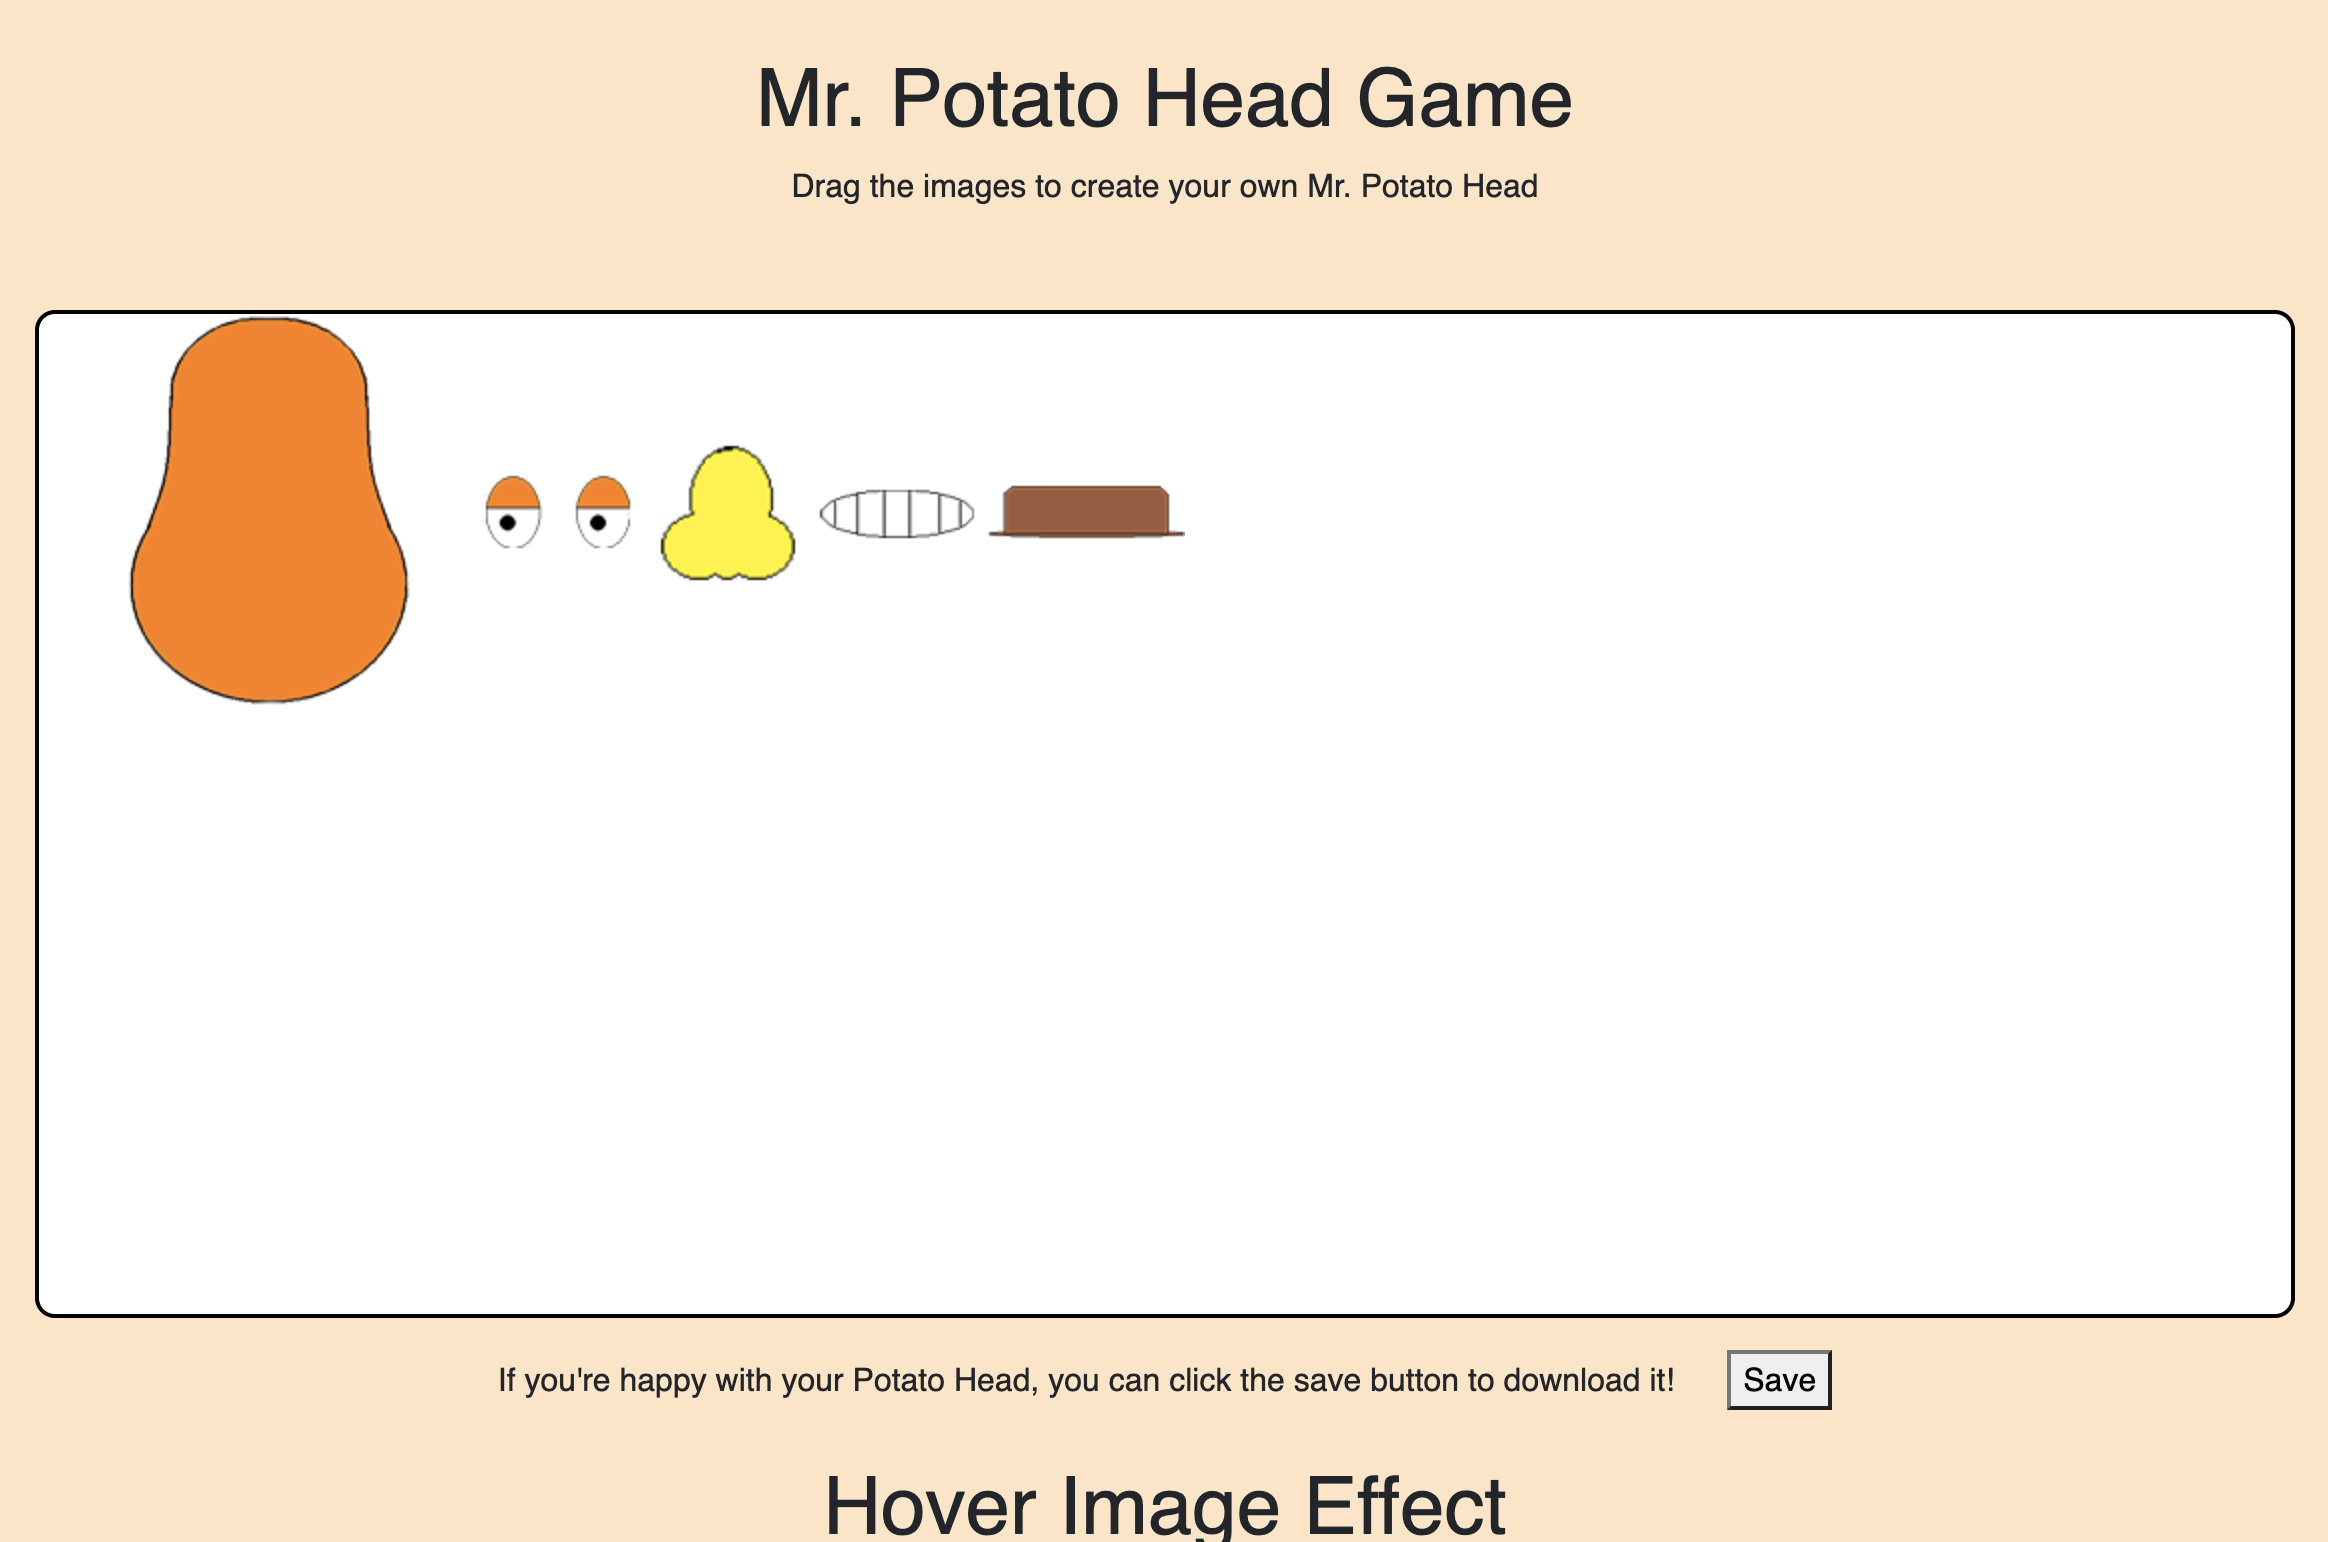 Mr. Potato Head Game
Drag the images to create your own Mr. Potato Head
If you're happy with your Potato Head, you can click the save button to download it!
Save
Hover Image Effect